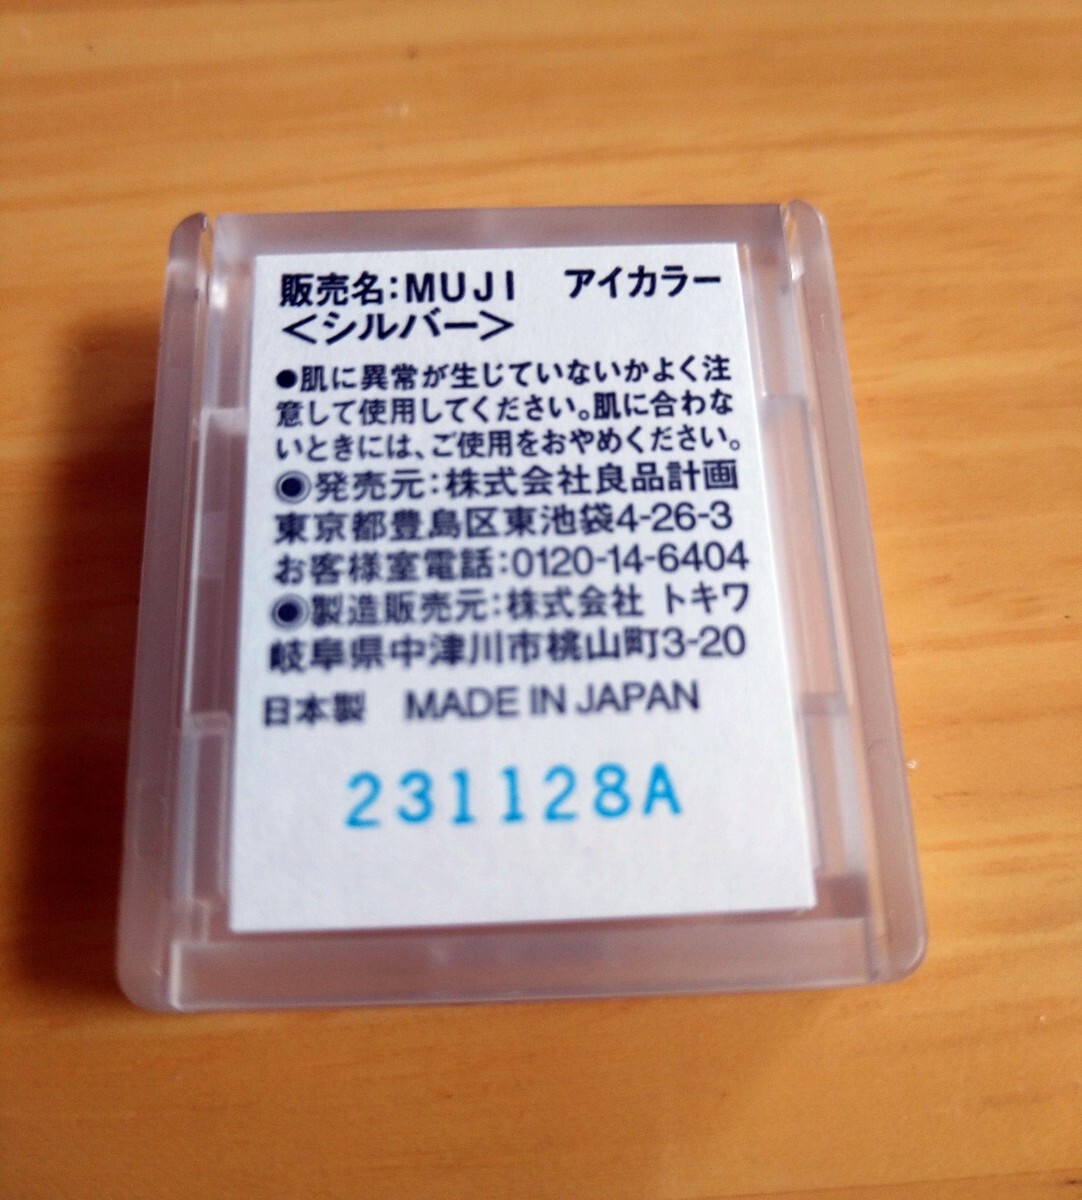 販売名:MUJI　アイカラー
<シルバー>
●肌に異常が生じていないかよく注
意して使用してください。肌に合わな
いときには、ご使用をおやめください。
◉発売元:株式会社良品計画
東京都豊島区東池袋4-26-3
お客様室電話:0120-14-6404
◉製造販売元:株式会社 トキワ
岐阜県中津川市桃山町3-20
日本製　MADE IN JAPAN
231128A